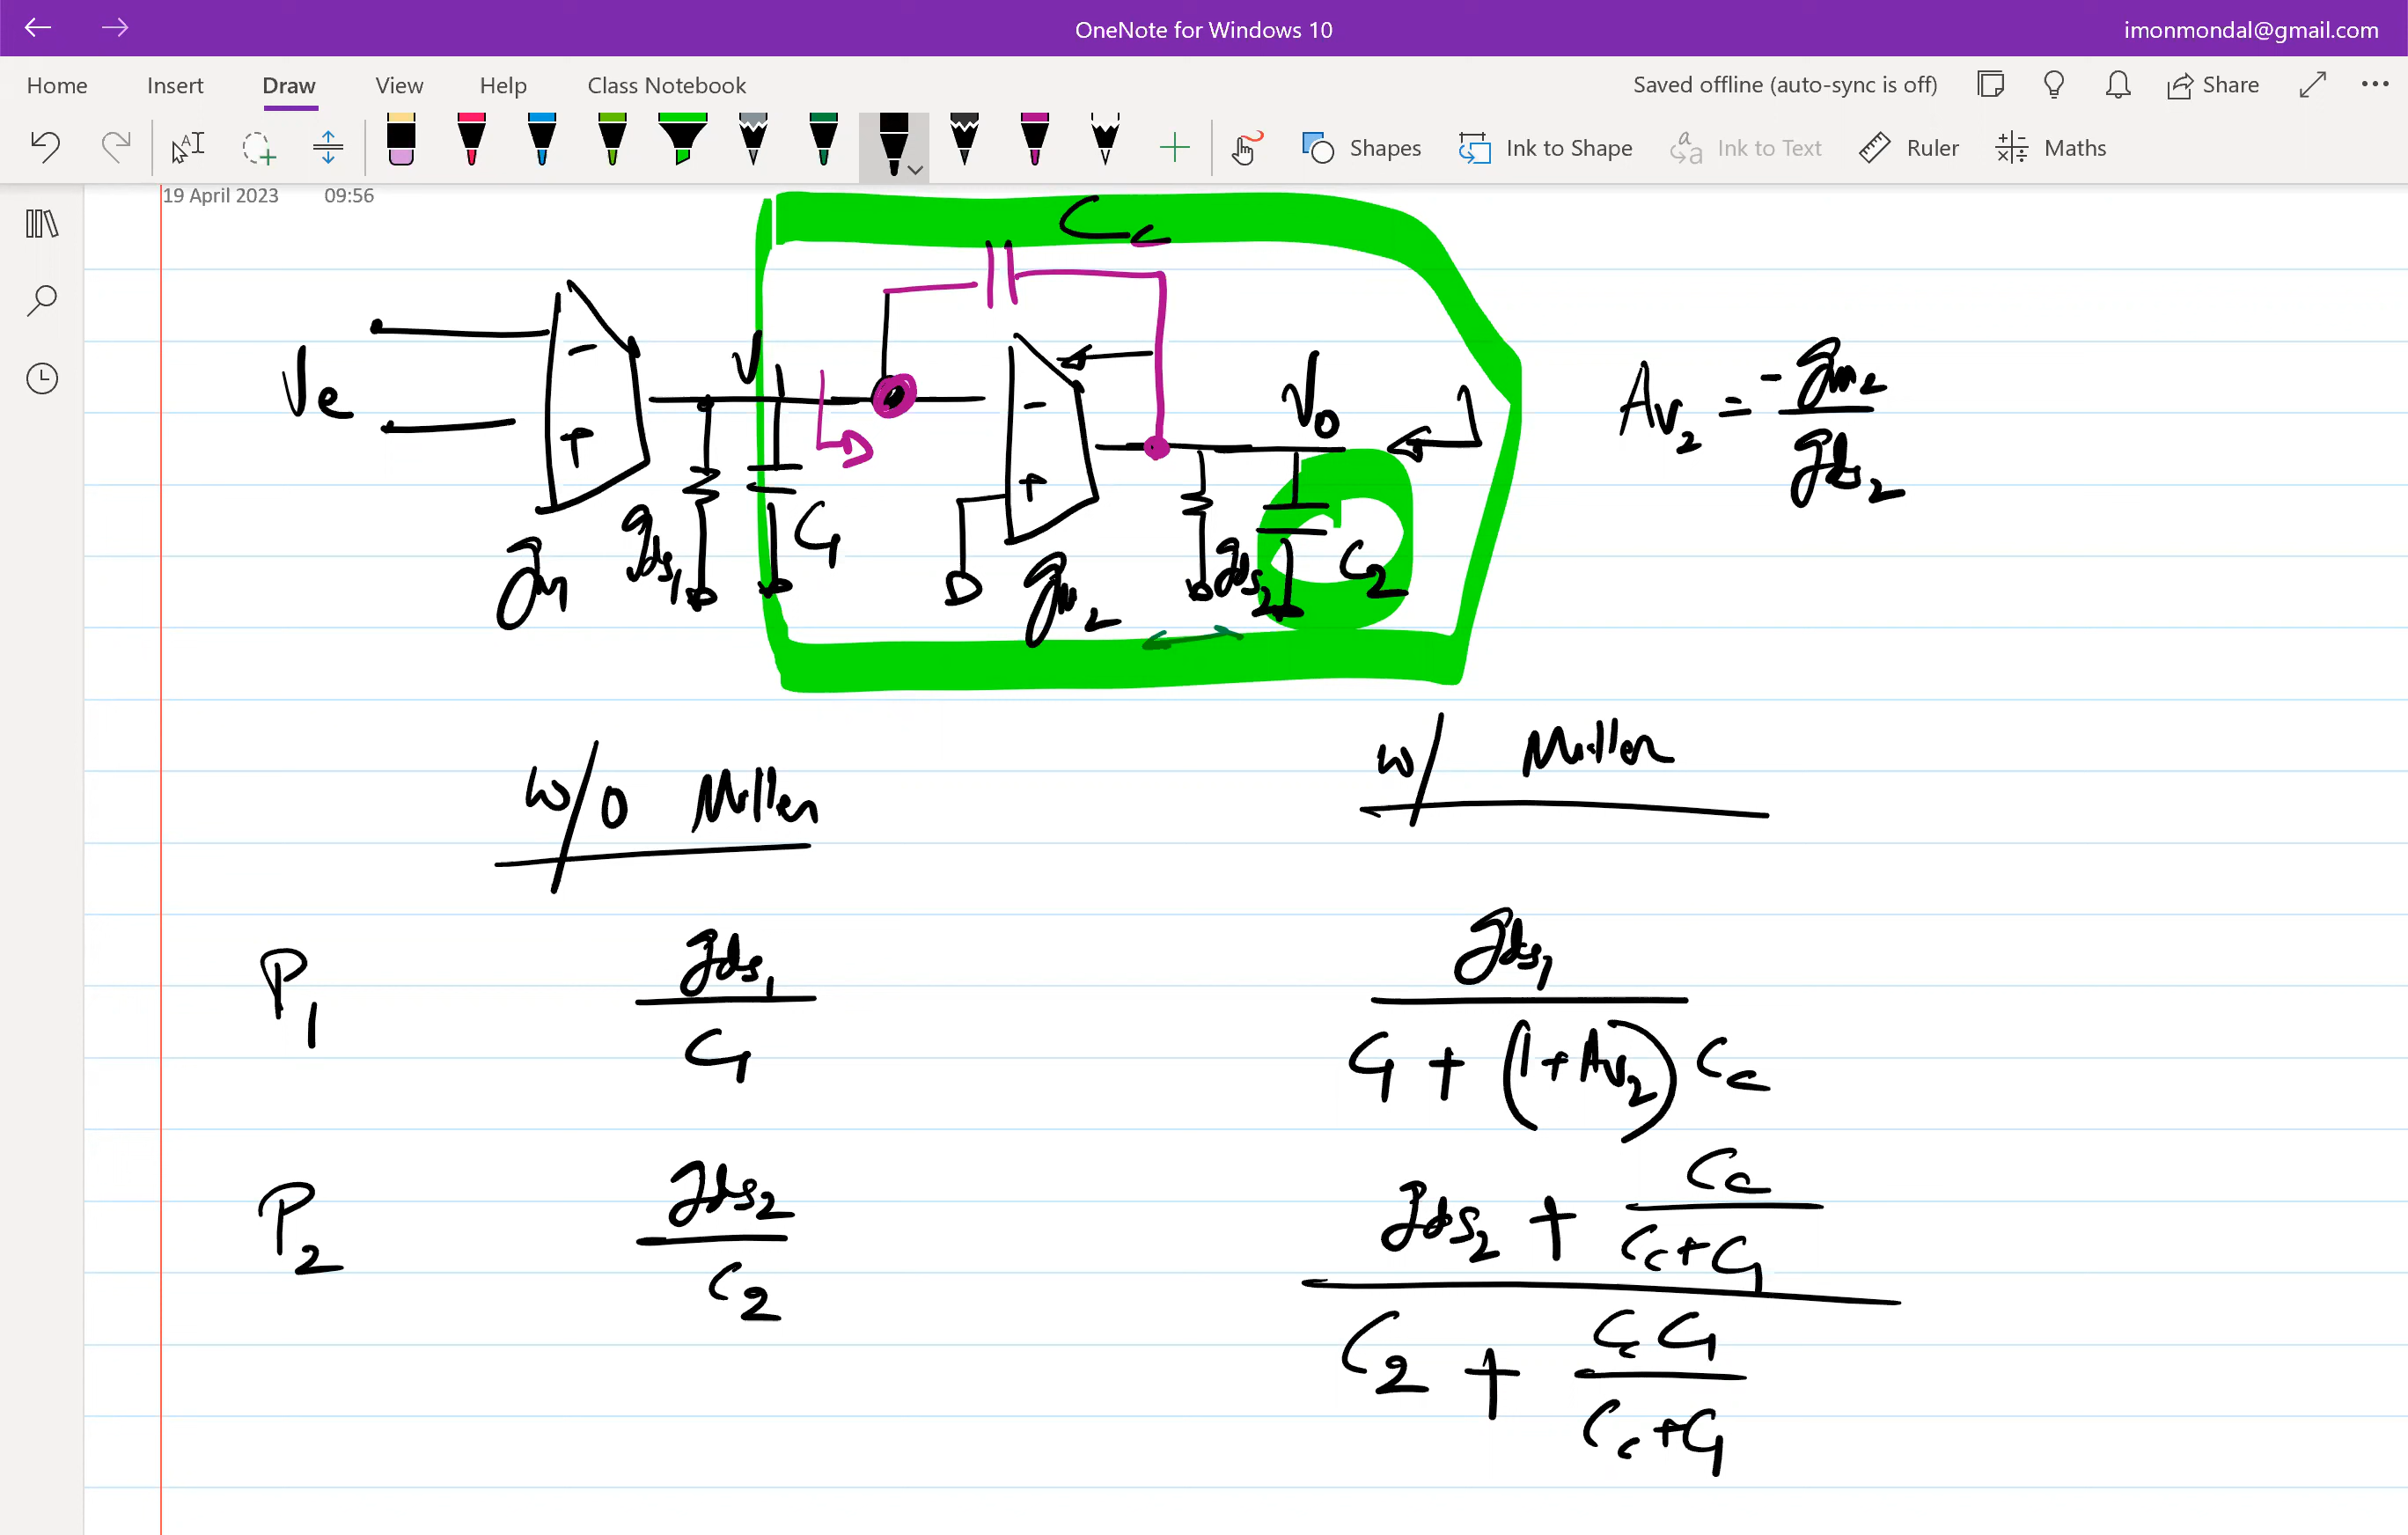 OneNote for Windows 10
imonmondal@gmail.com
Home Insert Draw View Help Class Notebook
Saved offline (auto-sync is off) Share
Shapes Ink to Shape Ink to Text Ruler Maths
19 April 2023 09:56
Cc
Ve - + gm1 gds1 V C1
- + gm2 gds2 C2 Vo
Av2 = -gm2 / gds2
w/o Miller
w/ Miller
P1 gds1 / C1
gds1 / (C1 + (1+Av2) Cc)
P2 gds2 / C2
gds2 + Cc / (Cc+C1)
C2 + Cc C1 / (Cc+C1)